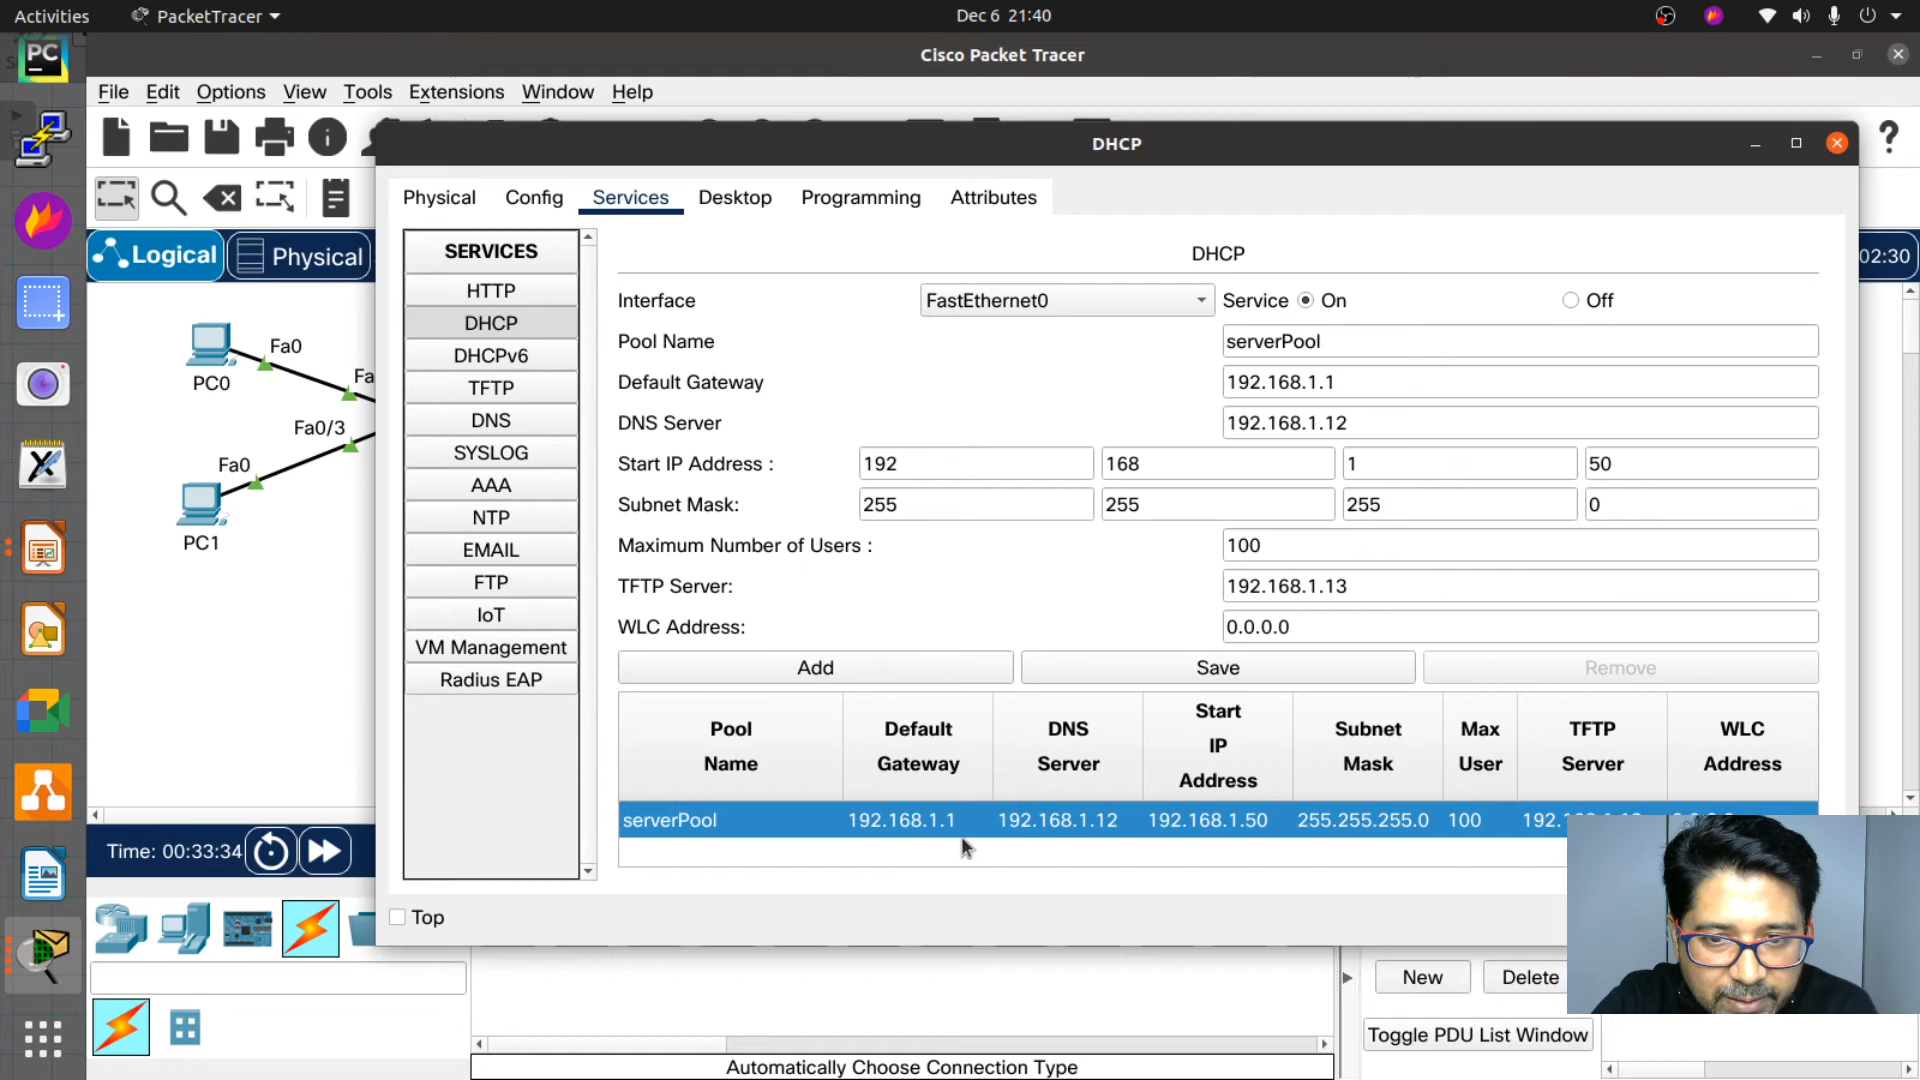 Activities
PacketTracer
Dec 6 21:40
Cisco Packet Tracer
PC
File Edit Options View Tools Extensions Window Help
DHCP
Physical Config Services Desktop Programming Attributes
Logical
Physical
02:30
SERVICES
HTTP
DHCP
DHCPv6
TFTP
DNS
SYSLOG
AAA
NTP
EMAIL
FTP
IoT
VM Management
Radius EAP
DHCP
Interface FastEthernet0 Service On Off
Pool Name serverPool
Default Gateway 192.168.1.1
DNS Server 192.168.1.12
Start IP Address : 192 168 1 50
Subnet Mask: 255 255 255 0
Maximum Number of Users : 100
TFTP Server: 192.168.1.13
WLC Address: 0.0.0.0
Add Save Remove
Pool Name Default Gateway DNS Server Start IP Address Subnet Mask Max User TFTP Server WLC Address
serverPool 192.168.1.1 192.168.1.12 192.168.1.50 255.255.255.0 100
Fa0
PC0
Fa
Fa0/3
Fa0
PC1
Time: 00:33:34
Top
New Delete
Toggle PDU List Window
Automatically Choose Connection Type